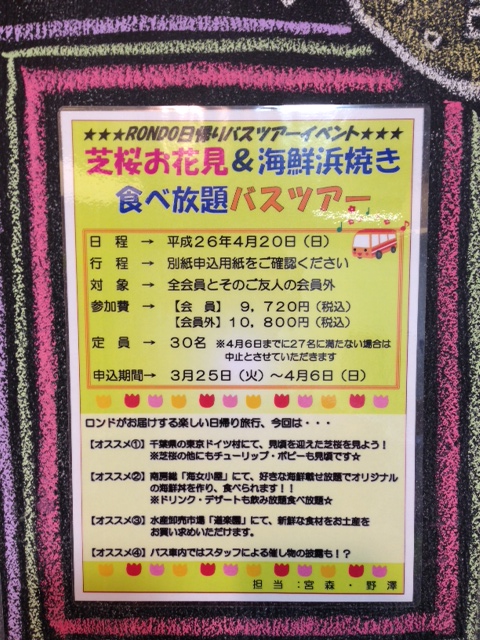 ★★★RONDO日帰りバスツアーイベント★★★
芝桜お花見＆海鮮浜焼き
食べ放題バスツアー
日　程　→　平成26年4月20日（日）
行　程　→　別紙申込用紙をご確認ください
対　象　→　全会員とそのご友人の会員外
参加費　→　【会　員】　9，720円（税込）
【会員外】10，800円（税込）
定　員　→　30名　※4月6日までに27名に満たない場合は
中止とさせていただきます
申込期間→　3月25日（火）～4月6日（日）
ロンドがお届けする楽しい日帰り旅行、今回は・・・
【オススメ①】千葉県の東京ドイツ村にて、見頃を迎えた芝桜を見よう！
※芝桜の他にもチューリップ・ポピーも見頃です☆
【オススメ②】南房総「海女小屋」にて、好きな海鮮載せ放題でオリジナル
の海鮮丼を作り、食べられます！！
※ドリンク・デザートも飲み放題食べ放題☆
【オススメ③】水産卸売市場「道楽園」にて、新鮮な食材をお土産を
お買い求めいただけます。
【オススメ④】バス車内ではスタッフによる催し物の披露も！？
担当：宮森・野澤